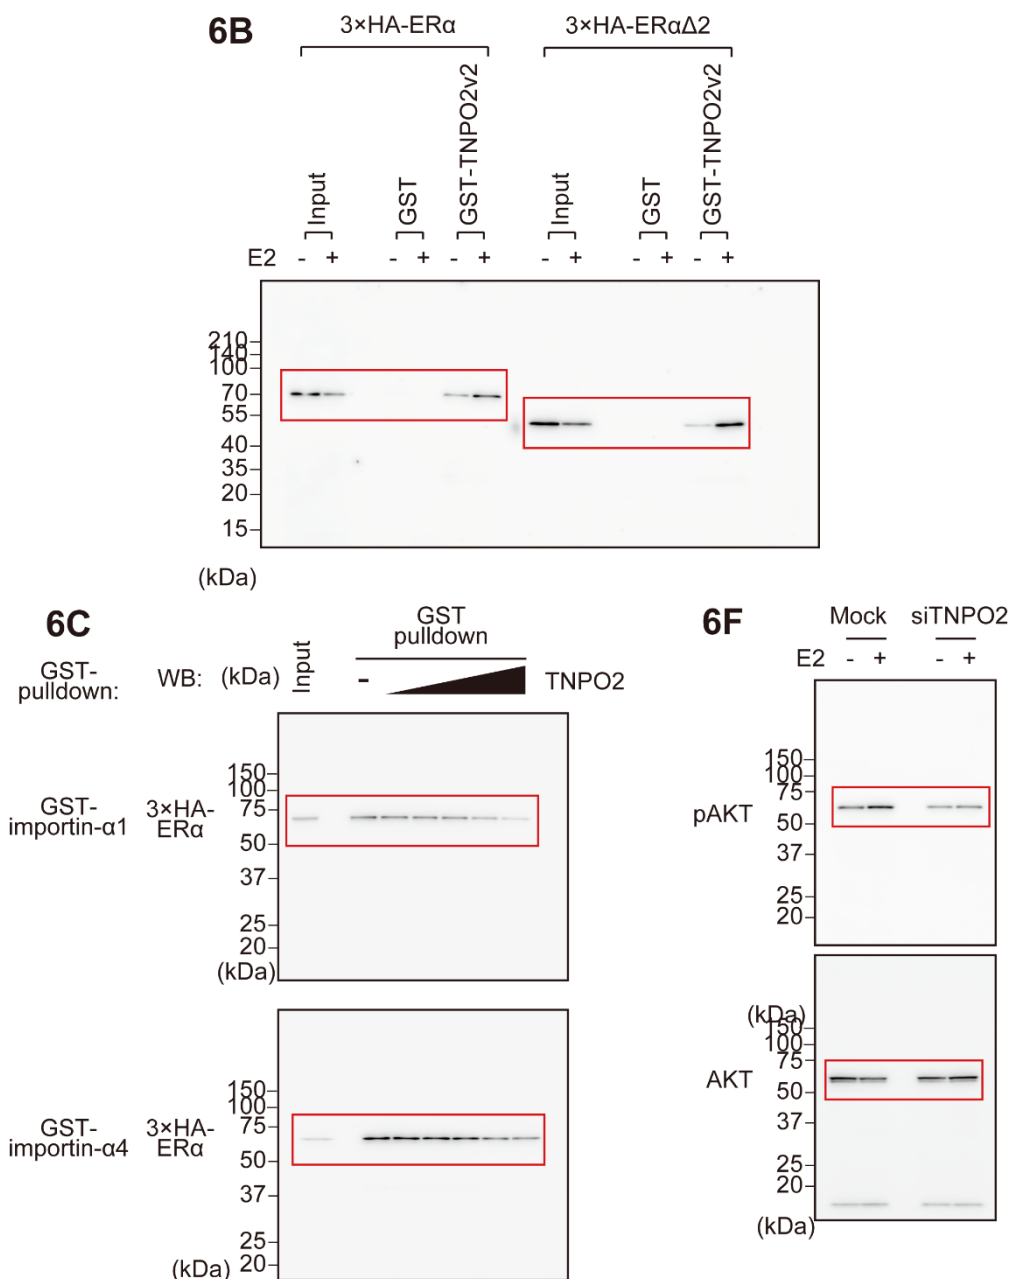 6B
3×HA-ERα 3×HA-ERαΔ2
Input GST GST-TNPO2v2 Input GST GST-TNPO2v2
E2 - + - + - + - + - + - +
210
140
100
70
55
40
35
20
15
(kDa)
6C
GST-pulldown: WB: (kDa) Input GST pulldown
- TNPO2
GST-importin-α1 3×HA-ERα
150
100
75
50
37
25
20
(kDa)
GST-importin-α4 3×HA-ERα
150
100
75
50
37
25
20
(kDa)
6F
Mock siTNPO2
E2 - + - +
pAKT
150
100
75
50
37
25
20
(kDa)
AKT
150
100
75
50
37
25
20
(kDa)